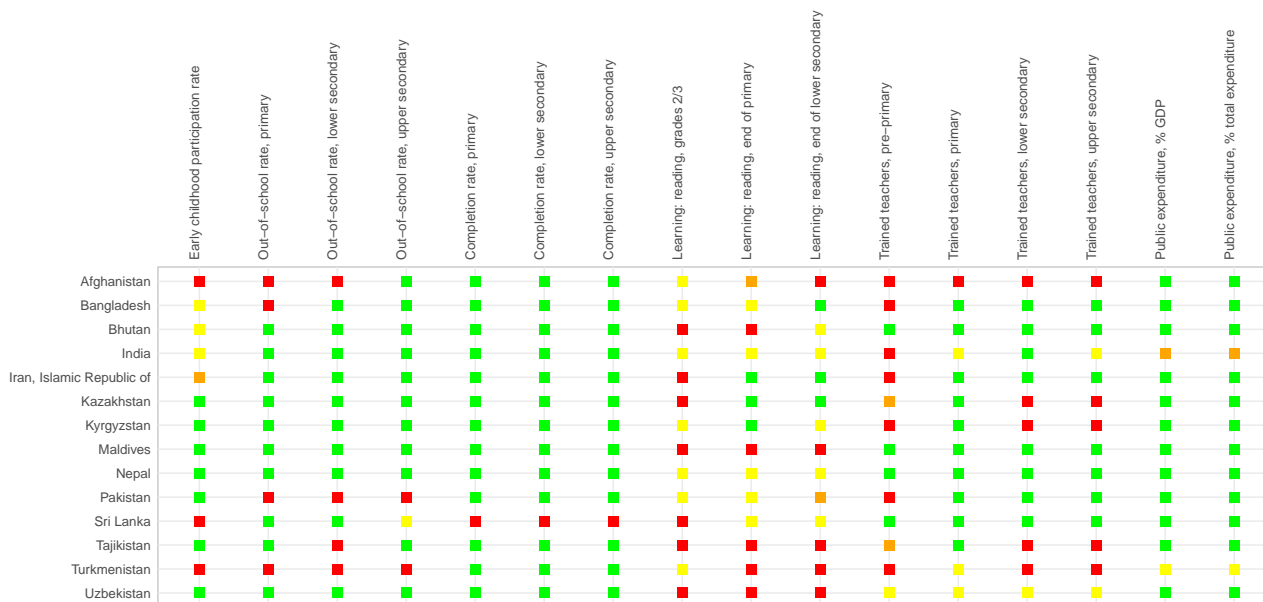 Early childhood participation rate
Out−of−school rate, primary
Out−of−school rate, lower secondary
Out−of−school rate, upper secondary
Completion rate, primary
Completion rate, lower secondary
Completion rate, upper secondary
Learning: reading, grades 2/3
Learning: reading, end of primary
Learning: reading, end of lower secondary
Trained teachers, pre−primary
Trained teachers, primary
Trained teachers, lower secondary
Trained teachers, upper secondary
Public expenditure, % GDP
Public expenditure, % total expenditure
Afghanistan
Bangladesh
Bhutan
India
Iran, Islamic Republic of
Kazakhstan
Kyrgyzstan
Maldives
Nepal
Pakistan
Sri Lanka
Tajikistan
Turkmenistan
Uzbekistan